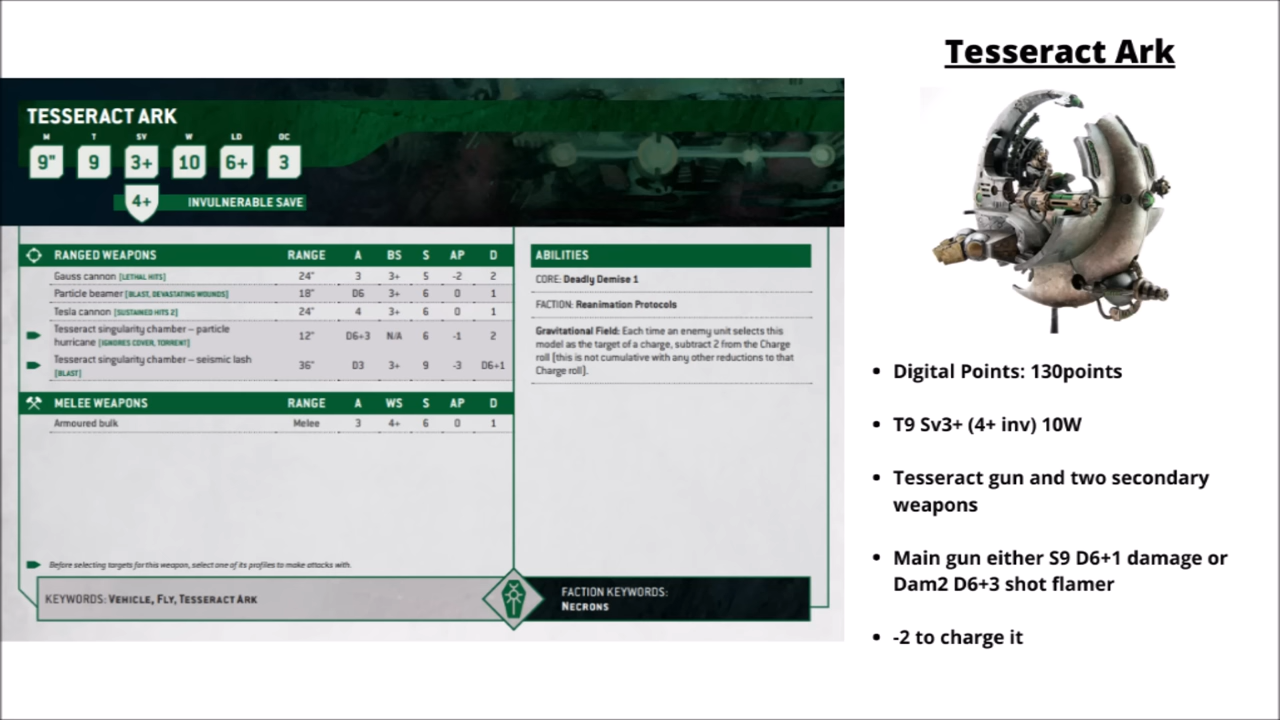 Tesseract Ark
TESSERACT ARK
M T SV W LD OC
9" 9 3+ 10 6+ 3
4+ INVULNERABLE SAVE
RANGED WEAPONS RANGE A BS S AP D
Gauss cannon [LETHAL HITS] 24" 3 3+ 5 -2 2
Particle beamer [BLAST, DEVASTATING WOUNDS] 18" D6 3+ 6 0 1
Tesla cannon [SUSTAINED HITS 2] 24" 4 3+ 6 0 1
Tesseract singularity chamber – particle
hurricane [IGNORES COVER, TORRENT] 12" D6+3 N/A 6 -1 2
Tesseract singularity chamber – seismic lash
[BLAST] 36" D3 3+ 9 -3 D6+1
MELEE WEAPONS RANGE A WS S AP D
Armoured bulk Melee 3 4+ 6 0 1
Before selecting targets for this weapon, select one of its profiles to make attacks with.
KEYWORDS: VEHICLE, FLY, TESSERACT ARK
ABILITIES
CORE: Deadly Demise 1
FACTION: Reanimation Protocols
Gravitational Field: Each time an enemy unit selects this
model as the target of a charge, subtract 2 from the Charge
roll (this is not cumulative with any other reductions to that
Charge roll).
FACTION KEYWORDS:
NECRONS
• Digital Points: 130points
• T9 Sv3+ (4+ inv) 10W
• Tesseract gun and two secondary
weapons
• Main gun either S9 D6+1 damage or
Dam2 D6+3 shot flamer
• -2 to charge it